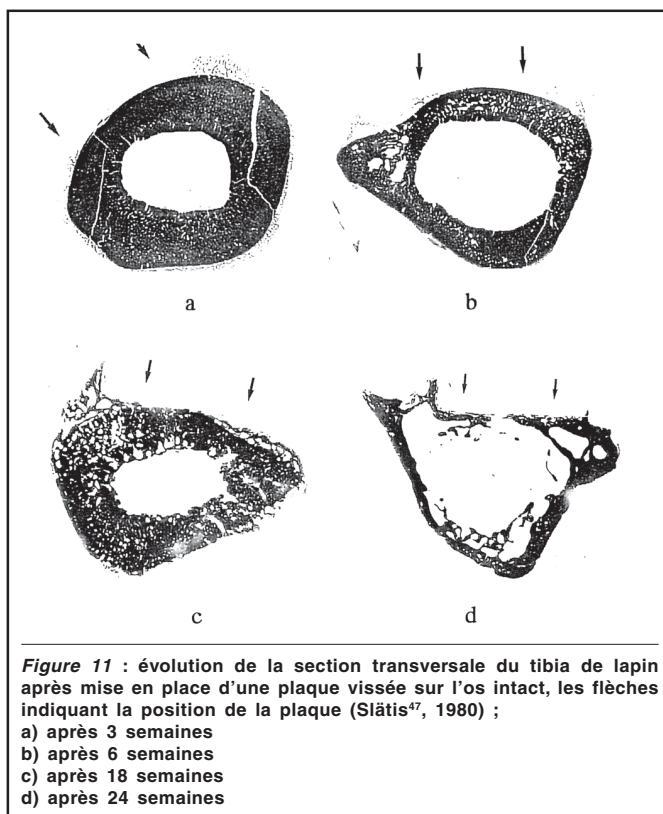 a
b
c
d
Figure 11 : évolution de la section transversale du tibia de lapin
après mise en place d'une plaque vissée sur l'os intact, les flèches
indiquant la position de la plaque (Slätis47, 1980) ;
a) après 3 semaines
b) après 6 semaines
c) après 18 semaines
d) après 24 semaines